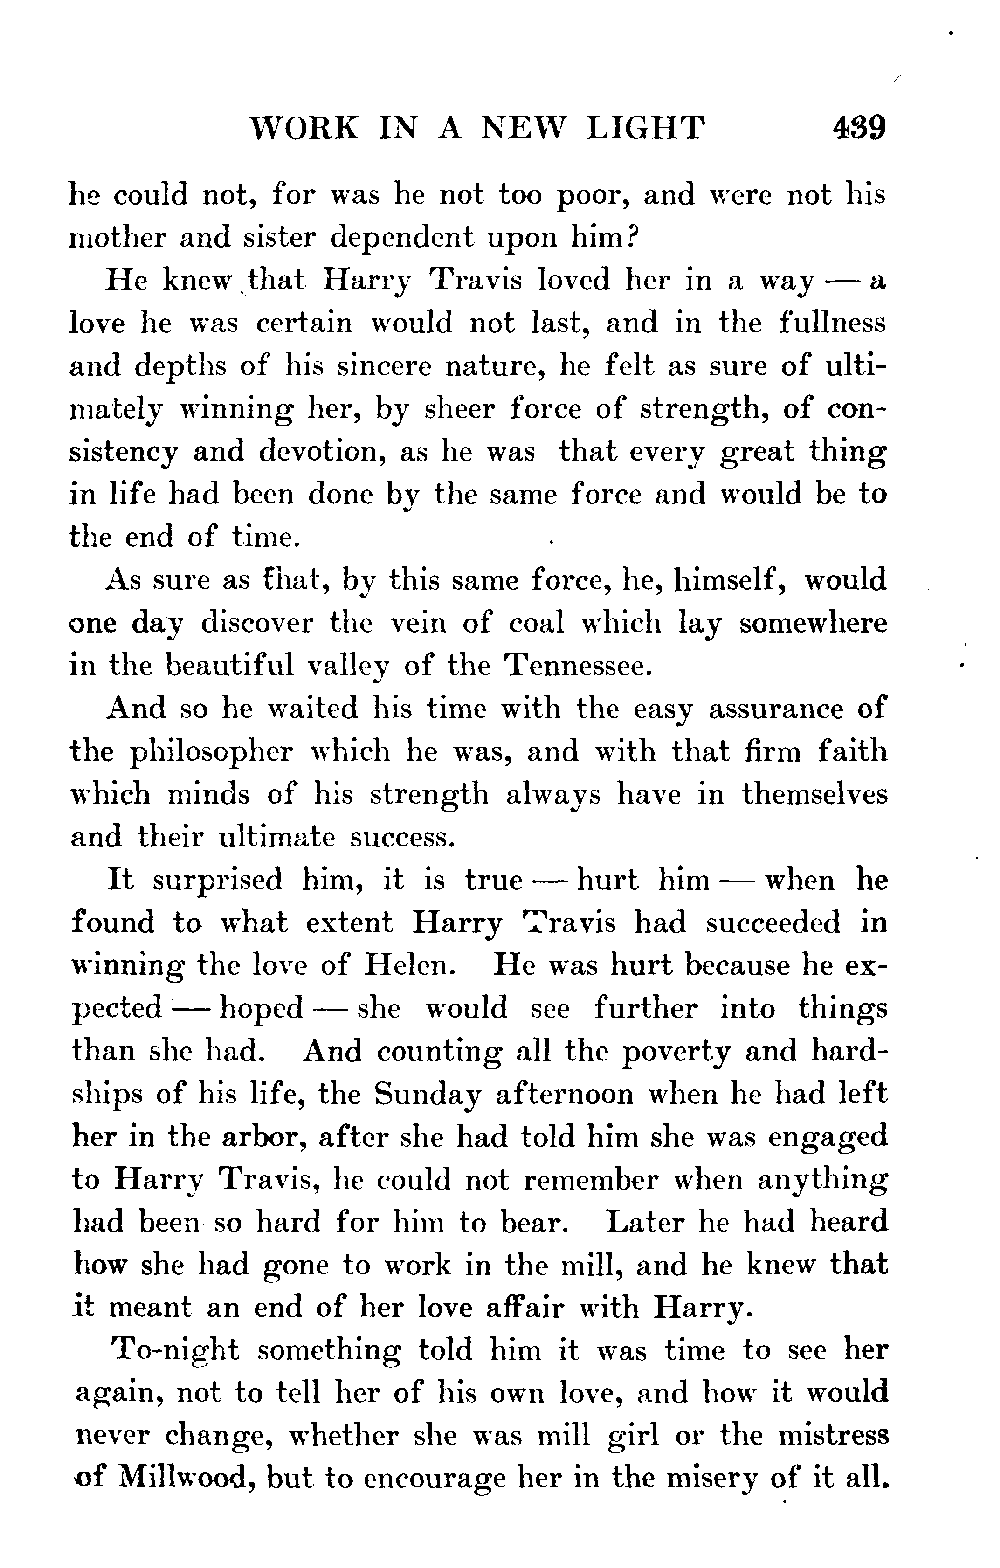 WORK IN A NEW LIGHT 439
he could not, for was he not too poor, and were not his
mother and sister dependent upon him?
He knew that Harry Travis loved her in a way — a
love he was certain would not last, and in the fullness
and depths of his sincere nature, he felt as sure of ulti-
mately winning her, by sheer force of strength, of con-
sistency and devotion, as he was that every great thing
in life had been done by the same force and would be to
the end of time.
As sure as that, by this same force, he, himself, would
one day discover the vein of coal which lay somewhere
in the beautiful valley of the Tennessee.
And so he waited his time with the easy assurance of
the philosopher which he was, and with that firm faith
which minds of his strength always have in themselves
and their ultimate success.
It surprised him, it is true — hurt him — when he
found to what extent Harry Travis had succeeded in
winning the love of Helen. He was hurt because he ex-
pected — hoped — she would see further into things
than she had. And counting all the poverty and hard-
ships of his life, the Sunday afternoon when he had left
her in the arbor, after she had told him she was engaged
to Harry Travis, he could not remember when anything
had been so hard for him to bear. Later he had heard
how she had gone to work in the mill, and he knew that
it meant an end of her love affair with Harry.
To-night something told him it was time to see her
again, not to tell her of his own love, and how it would
never change, whether she was mill girl or the mistress
of Millwood, but to encourage her in the misery of it all.